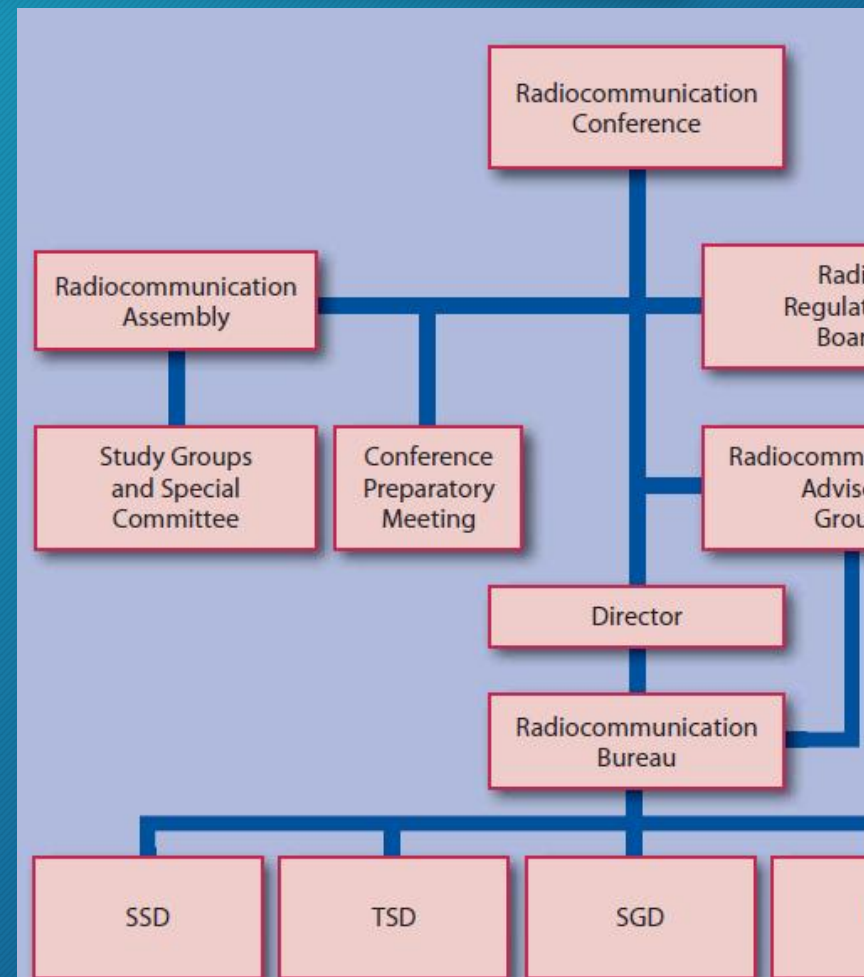 Radiocommunication
Conference
Radiocommunication
Assembly
Study Groups
and Special
Committee
Conference
Preparatory
Meeting
Director
Radiocommunication
Bureau
SSD
TSD
SGD